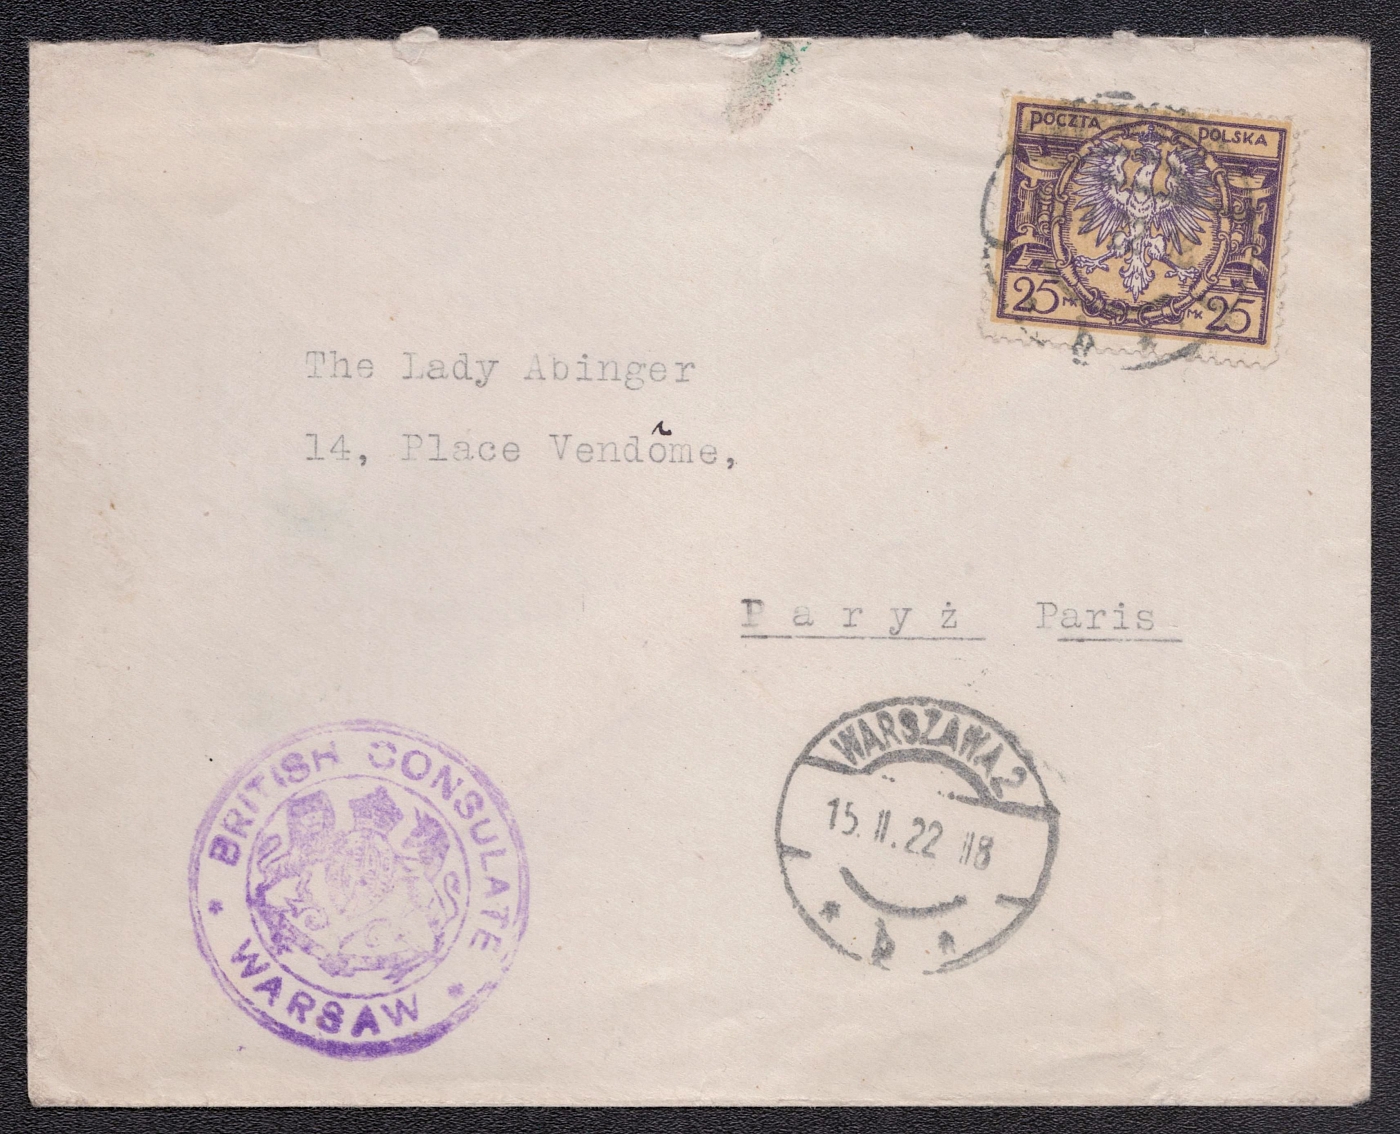 POCZTA POLSKA
25 MK MK 25
The Lady Abinger
14, Place Vendôme,
Paryż Paris
BRITISH CONSULATE
* WARSAW *
WARSZAWA 2
15.II.22 18
* b *